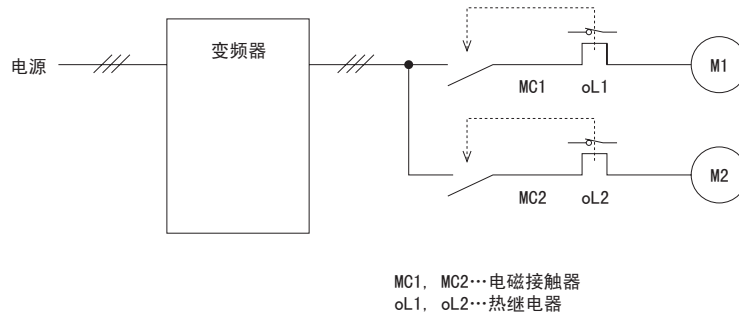 变频器
电源
M1
MC1
oL1
M2
MC2
oL2
MC1, MC2…电磁接触器
oL1, oL2…热继电器